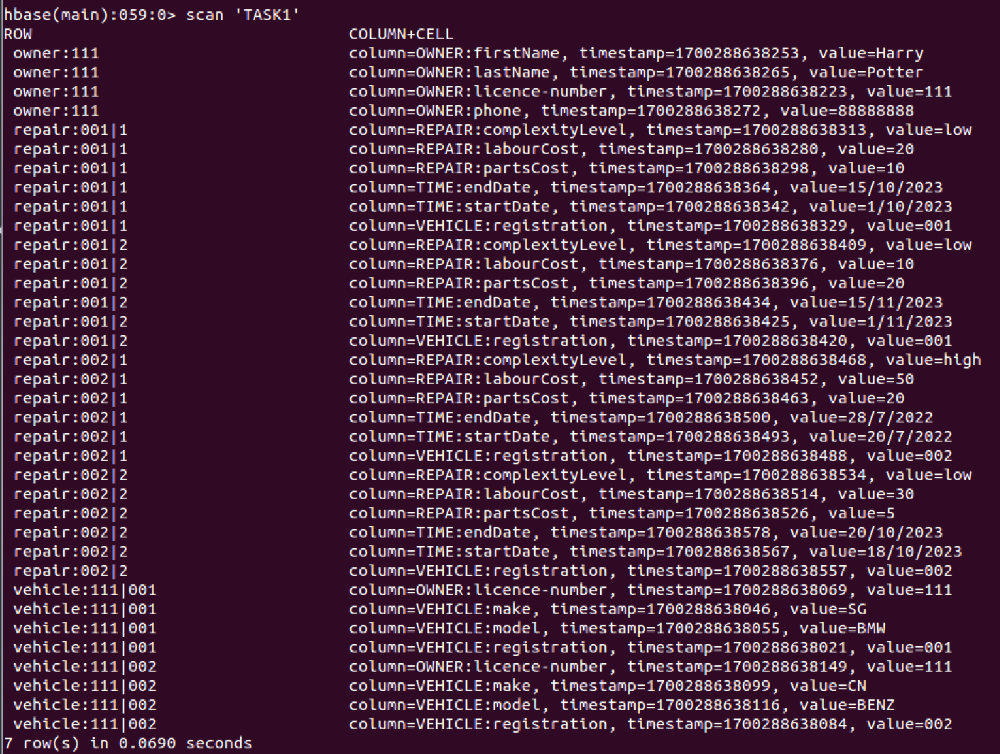 hbase(main):059:0> scan 'TASK1'
ROW COLUMN+CELL
owner:111 column=OWNER:firstName, timestamp=1700288638253, value=Harry
owner:111 column=OWNER:lastName, timestamp=1700288638265, value=Potter
owner:111 column=OWNER:licence-number, timestamp=1700288638223, value=111
owner:111 column=OWNER:phone, timestamp=1700288638272, value=88888888
repair:001|1 column=REPAIR:complexityLevel, timestamp=1700288638313, value=low
repair:001|1 column=REPAIR:labourCost, timestamp=1700288638280, value=20
repair:001|1 column=REPAIR:partsCost, timestamp=1700288638298, value=10
repair:001|1 column=TIME:endDate, timestamp=1700288638364, value=15/10/2023
repair:001|1 column=TIME:startDate, timestamp=1700288638342, value=1/10/2023
repair:001|1 column=VEHICLE:registration, timestamp=1700288638329, value=001
repair:001|2 column=REPAIR:complexityLevel, timestamp=1700288638409, value=low
repair:001|2 column=REPAIR:labourCost, timestamp=1700288638376, value=10
repair:001|2 column=REPAIR:partsCost, timestamp=1700288638396, value=20
repair:001|2 column=TIME:endDate, timestamp=1700288638434, value=15/11/2023
repair:001|2 column=TIME:startDate, timestamp=1700288638425, value=1/11/2023
repair:001|2 column=VEHICLE:registration, timestamp=1700288638420, value=001
repair:002|1 column=REPAIR:complexityLevel, timestamp=1700288638468, value=high
repair:002|1 column=REPAIR:labourCost, timestamp=1700288638452, value=50
repair:002|1 column=REPAIR:partsCost, timestamp=1700288638463, value=20
repair:002|1 column=TIME:endDate, timestamp=1700288638500, value=28/7/2022
repair:002|1 column=TIME:startDate, timestamp=1700288638493, value=20/7/2022
repair:002|1 column=VEHICLE:registration, timestamp=1700288638488, value=002
repair:002|2 column=REPAIR:complexityLevel, timestamp=1700288638534, value=low
repair:002|2 column=REPAIR:labourCost, timestamp=1700288638514, value=30
repair:002|2 column=REPAIR:partsCost, timestamp=1700288638526, value=5
repair:002|2 column=TIME:endDate, timestamp=1700288638578, value=20/10/2023
repair:002|2 column=TIME:startDate, timestamp=1700288638567, value=18/10/2023
repair:002|2 column=VEHICLE:registration, timestamp=1700288638557, value=002
vehicle:111|001 column=OWNER:licence-number, timestamp=1700288638069, value=111
vehicle:111|001 column=VEHICLE:make, timestamp=1700288638046, value=SG
vehicle:111|001 column=VEHICLE:model, timestamp=1700288638055, value=BMW
vehicle:111|001 column=VEHICLE:registration, timestamp=1700288638021, value=001
vehicle:111|002 column=OWNER:licence-number, timestamp=1700288638149, value=111
vehicle:111|002 column=VEHICLE:make, timestamp=1700288638099, value=CN
vehicle:111|002 column=VEHICLE:model, timestamp=1700288638116, value=BENZ
vehicle:111|002 column=VEHICLE:registration, timestamp=1700288638084, value=002
7 row(s) in 0.0690 seconds